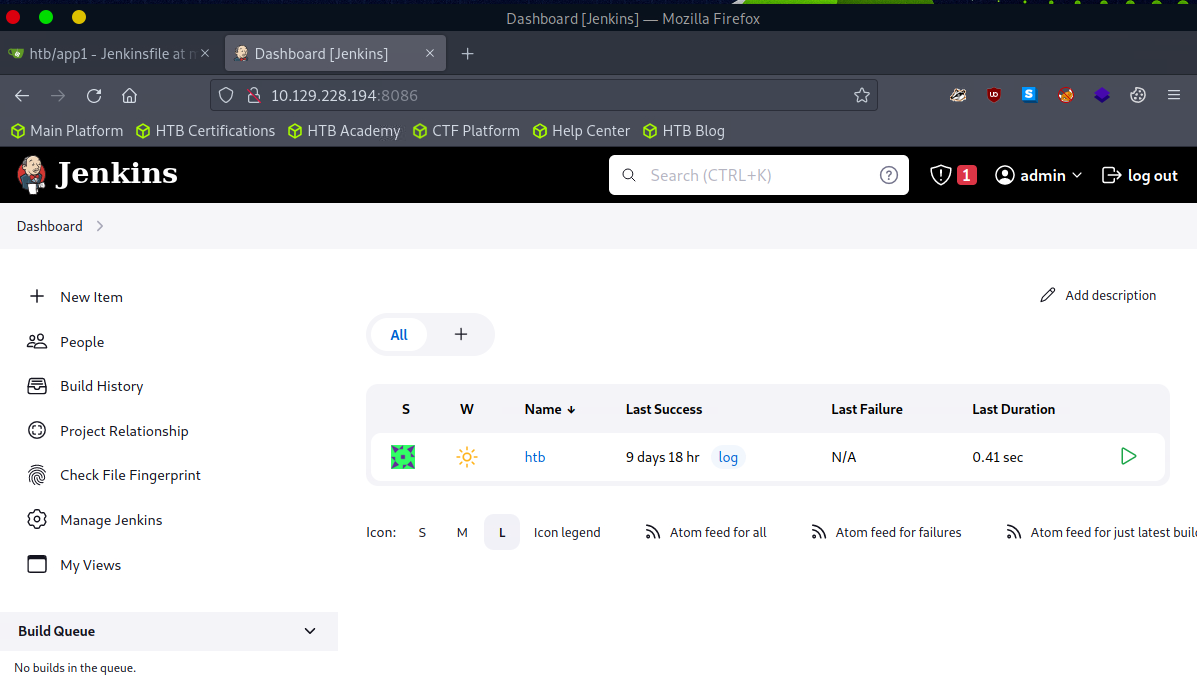 Dashboard [Jenkins] — Mozilla Firefox
htb/app1 - Jenkinsfile at m
Dashboard [Jenkins]
10.129.228.194:8086
Main Platform HTB Certifications HTB Academy CTF Platform Help Center HTB Blog
Jenkins Search (CTRL+K) 1 admin log out
Dashboard
New Item
Add description
All
People
Build History
Project Relationship
Check File Fingerprint
Manage Jenkins
My Views
S W Name ↓ Last Success Last Failure Last Duration
htb 9 days 18 hr log N/A 0.41 sec
Icon: S M L Icon legend Atom feed for all Atom feed for failures Atom feed for just latest buil
Build Queue
No builds in the queue.